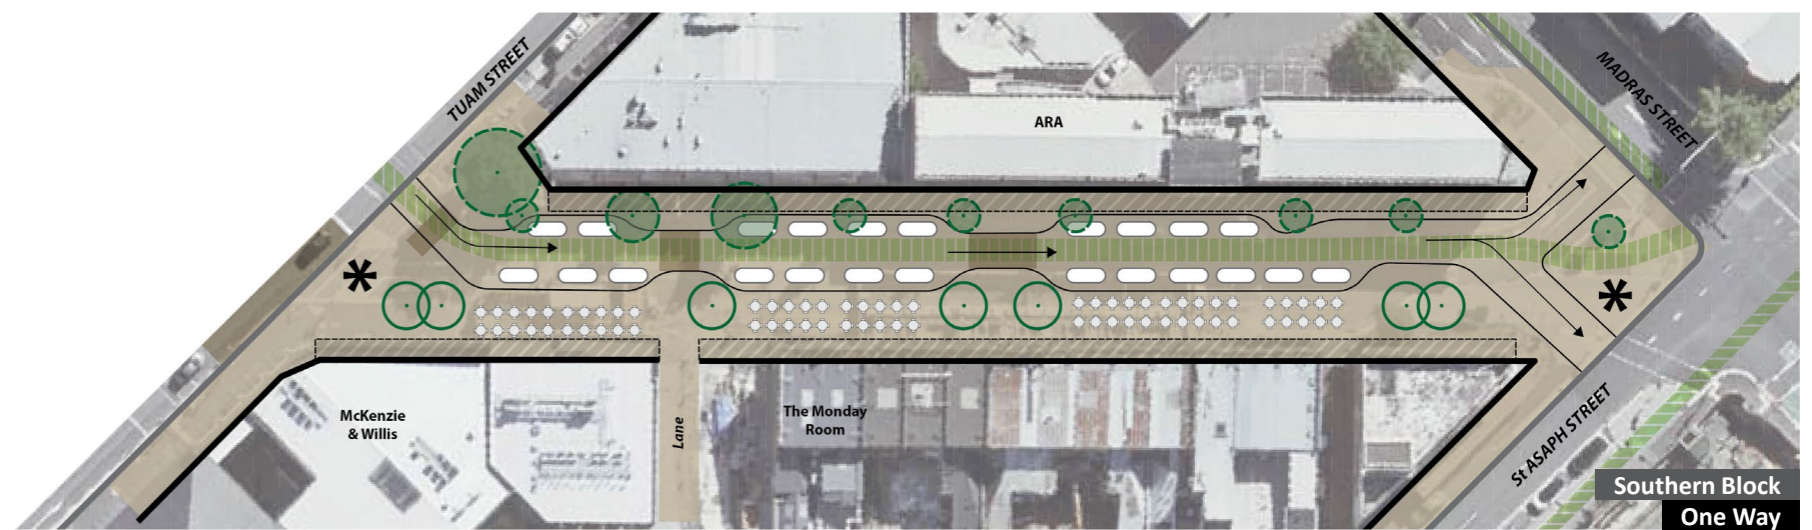 TUAM STREET
MADRAS STREET
ARA
*
*
McKenzie
& Willis
Lane
The Monday
Room
St ASAPH STREET
Southern Block
One Way